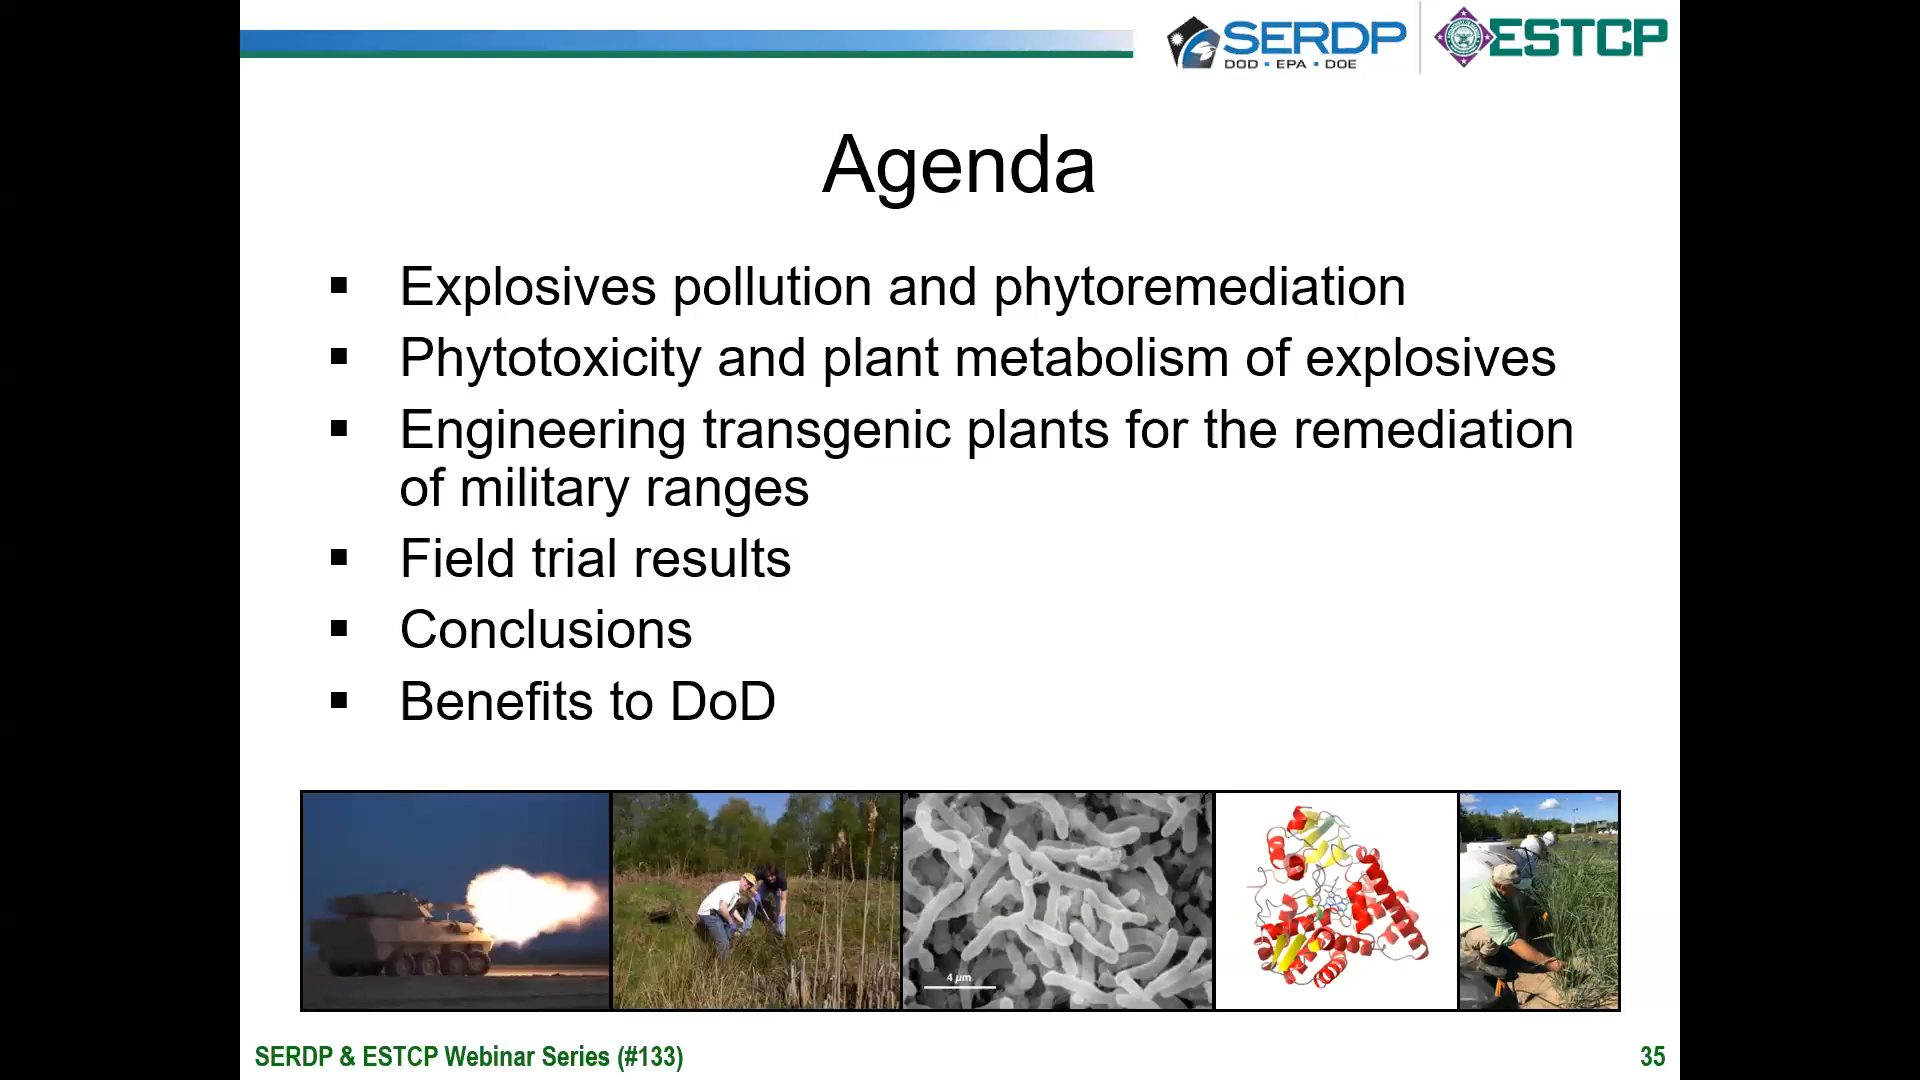 SERDP
DOD ▪ EPA ▪ DOE
ESTCP
Agenda
▪ Explosives pollution and phytoremediation
▪ Phytotoxicity and plant metabolism of explosives
▪ Engineering transgenic plants for the remediation
of military ranges
▪ Field trial results
▪ Conclusions
▪ Benefits to DoD
4 µm
SERDP & ESTCP Webinar Series (#133)
35